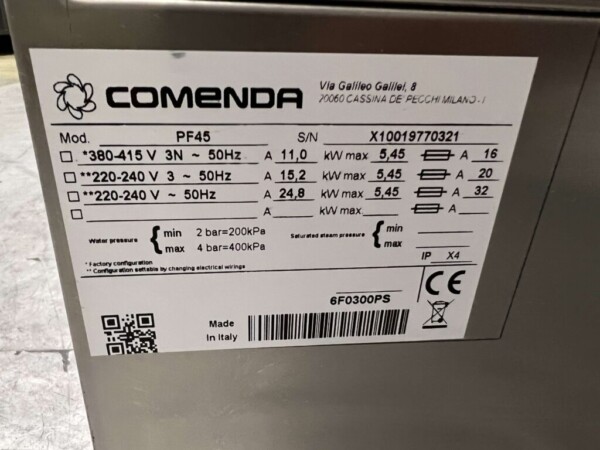 COMENDA
Via Galileo Galilei, 8
20060 CASSINA DE' PECCHI MILANO - I
Mod. PF45 S/N X10019770321
*380-415 V 3N ~ 50Hz A 11,0 kW max 5,45 A 16
**220-240 V 3 ~ 50Hz A 15,2 kW max 5,45 A 20
**220-240 V ~ 50Hz A 24,8 kW max 5,45 A 32
A kW max A
Water pressure { min 2 bar=200kPa
max 4 bar=400kPa
Saturated steam pressure { min
max
IP X4
* Factory configuration
** Configuration settable by changing electrical wirings
CE
6F0300PS
Made
In Italy